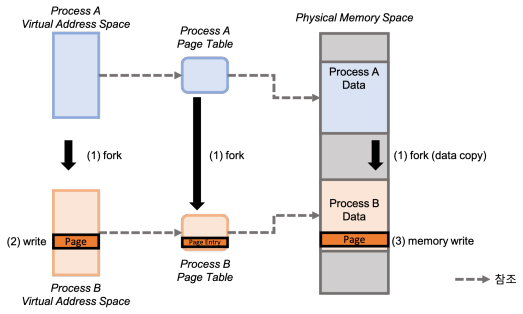 Process A
Virtual Address Space
Process A
Page Table
Physical Memory Space
Process A
Data
(1) fork
(1) fork
(1) fork (data copy)
Process B
Data
(2) write
Page
Page Entry
Page
(3) memory write
Process B
Virtual Address Space
Process B
Page Table
참조